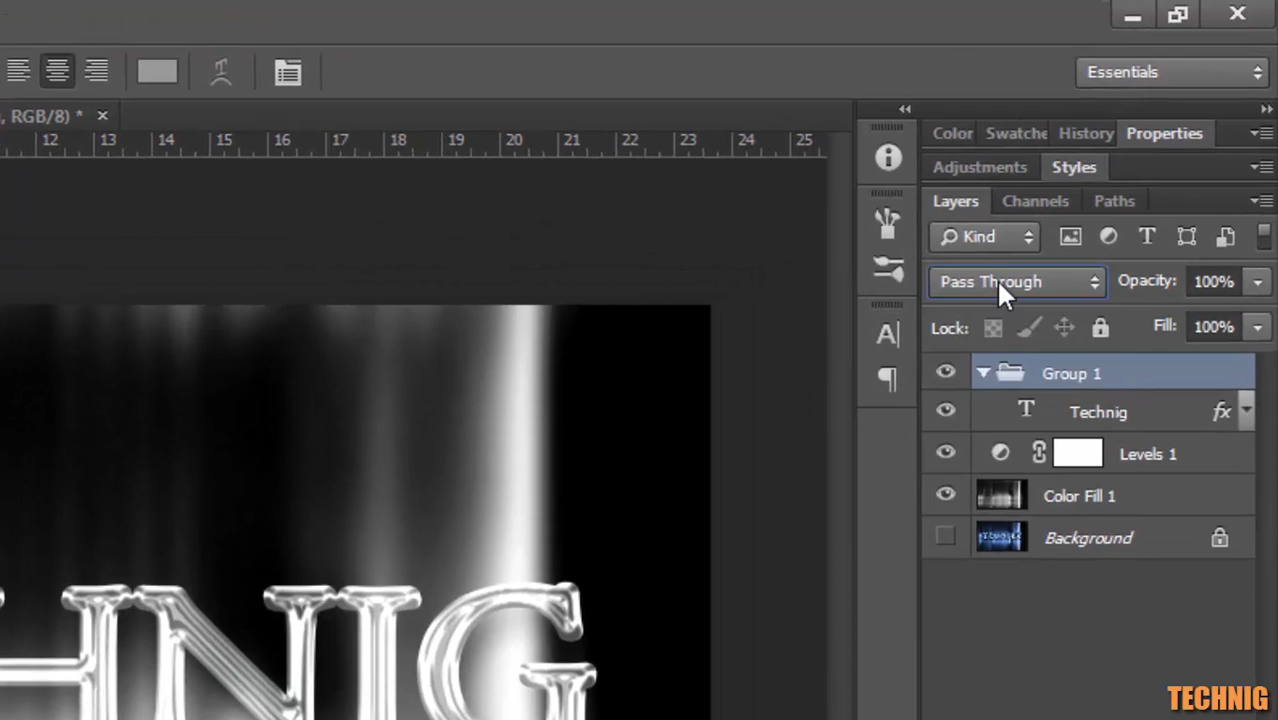 Essentials
, RGB/8) * ×
12 13 14 15 16 17 18 19 20 21 22 23 24 25
Color Swatche History Properties
Adjustments Styles
Layers Channels Paths
Kind T
Pass Through Opacity: 100%
Lock: Fill: 100%
A|
¶
Group 1
T Technig fx
Levels 1
Color Fill 1
Background
HNIG
TECHNIG